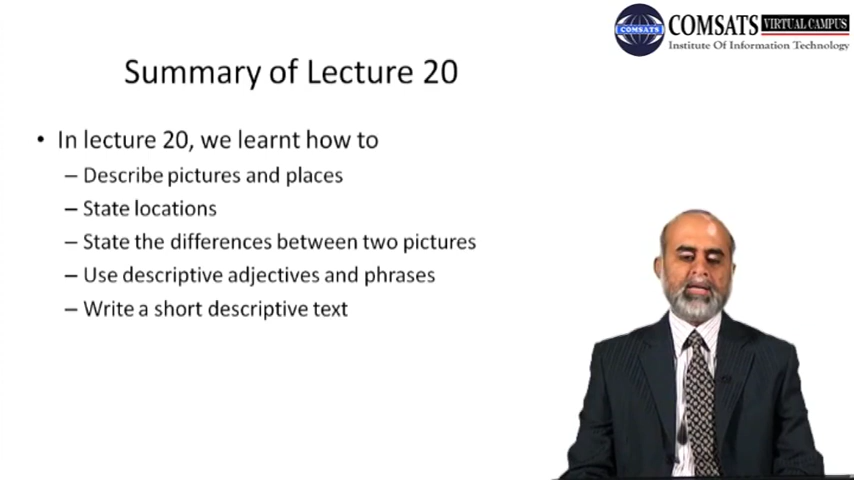 COMSATS VIRTUAL CAMPUS
COMSATS Institute Of Information Technology
Summary of Lecture 20
• In lecture 20, we learnt how to
– Describe pictures and places
– State locations
– State the differences between two pictures
– Use descriptive adjectives and phrases
– Write a short descriptive text